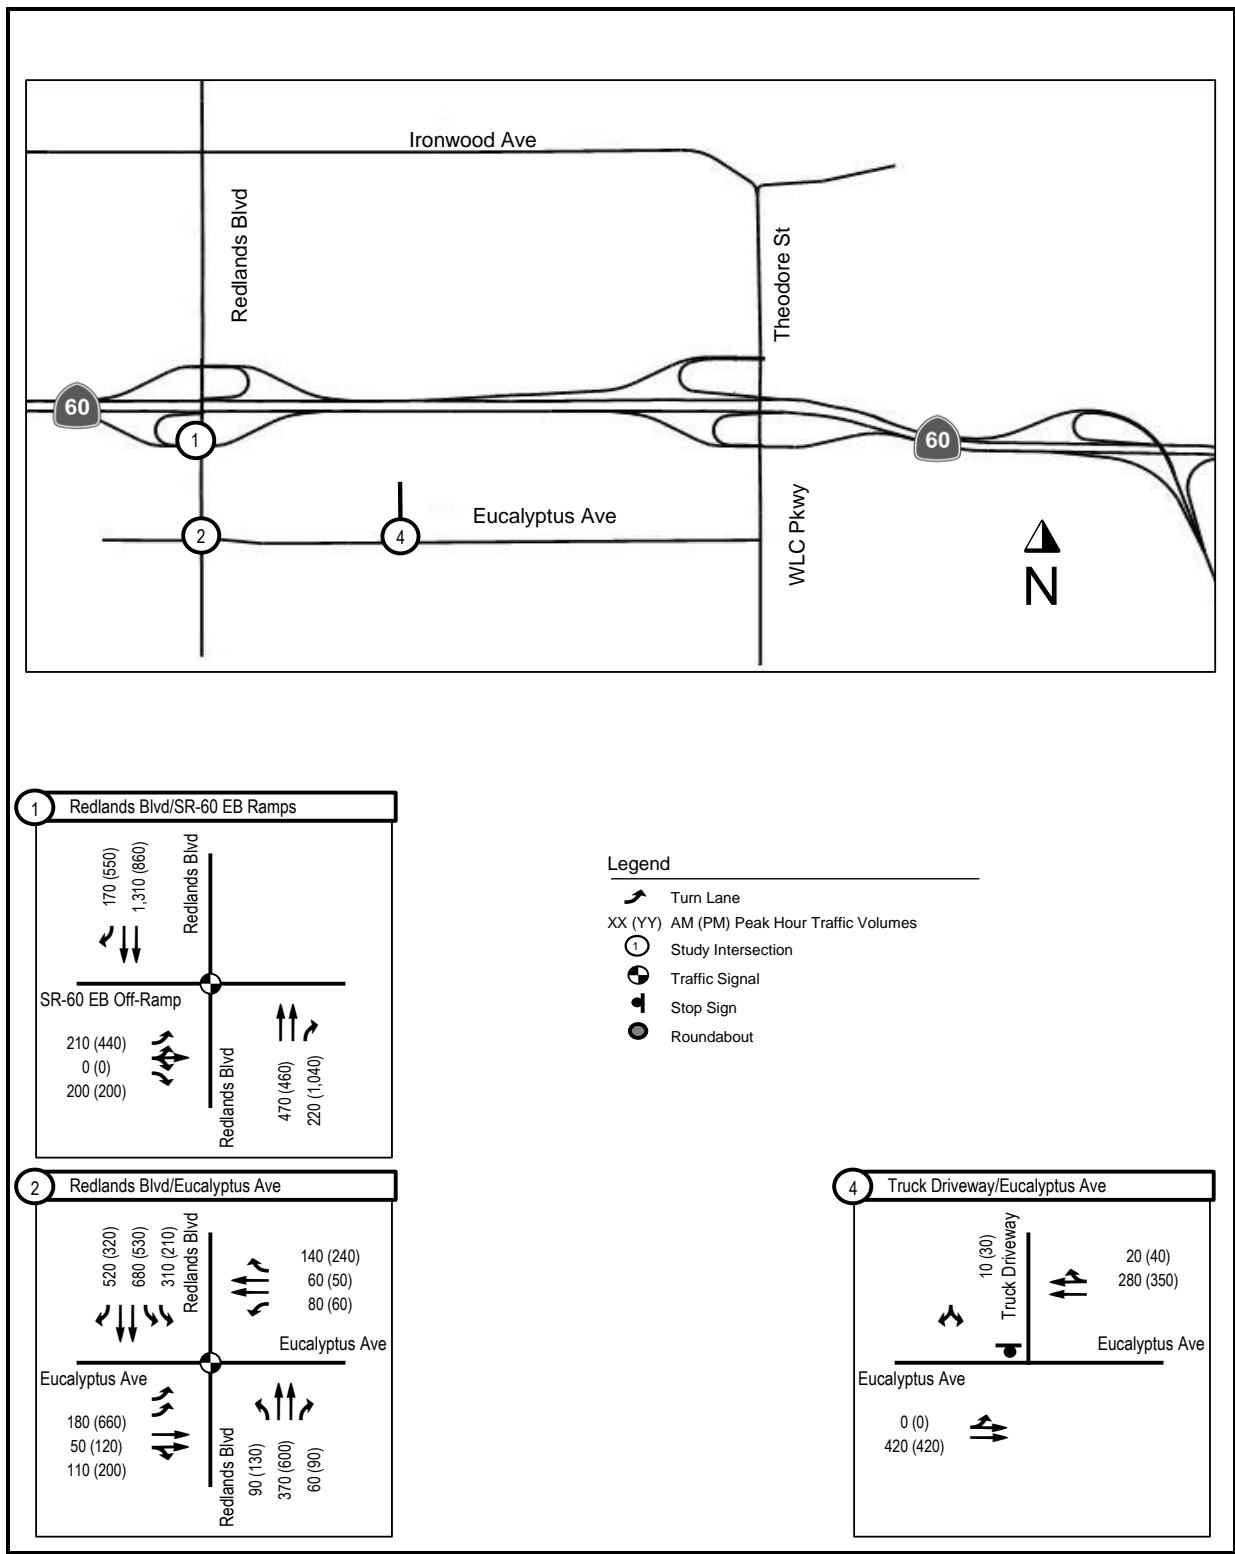 Ironwood Ave
Redlands Blvd
Theodore St
60
60
1
2
4
Eucalyptus Ave
WLC Pkwy
N
1 Redlands Blvd/SR-60 EB Ramps
170 (550)
1,310 (860)
Redlands Blvd
SR-60 EB Off-Ramp
210 (440)
0 (0)
200 (200)
Redlands Blvd
470 (460)
220 (1,040)
Legend
Turn Lane
XX (YY) AM (PM) Peak Hour Traffic Volumes
1 Study Intersection
Traffic Signal
Stop Sign
Roundabout
2 Redlands Blvd/Eucalyptus Ave
520 (320)
680 (530)
310 (210)
Redlands Blvd
140 (240)
60 (50)
80 (60)
Eucalyptus Ave
Eucalyptus Ave
180 (660)
50 (120)
110 (200)
Redlands Blvd
90 (130)
370 (600)
60 (90)
4 Truck Driveway/Eucalyptus Ave
10 (30)
Truck Driveway
20 (40)
280 (350)
Eucalyptus Ave
Eucalyptus Ave
0 (0)
420 (420)